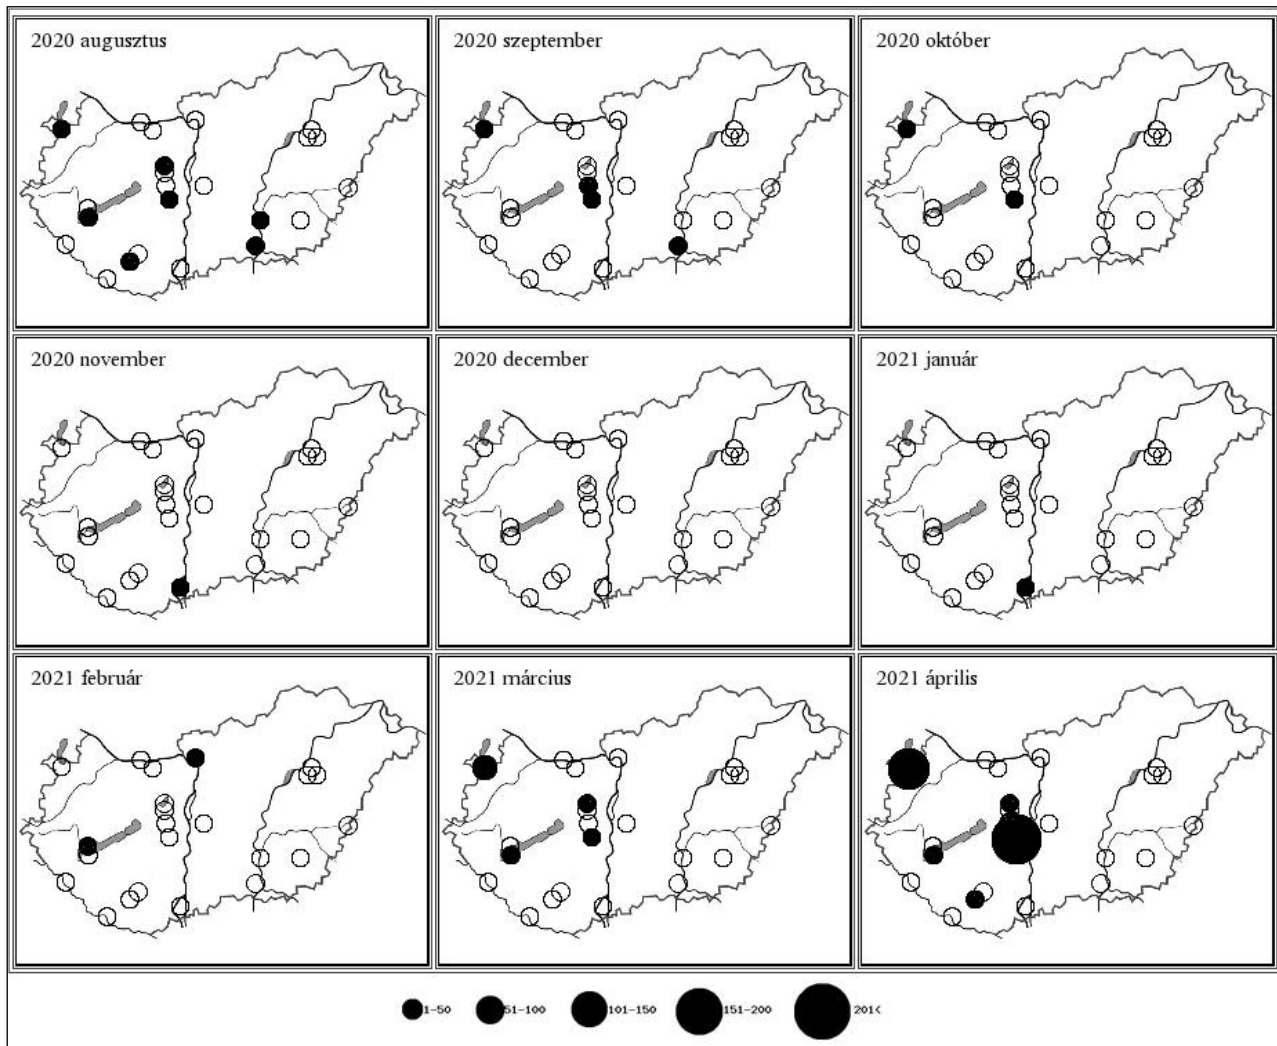 2020 augusztus
2020 szeptember
2020 október
2020 november
2020 december
2021 január
2021 február
2021 március
2021 április
1-50
51-100
101-150
151-200
201<